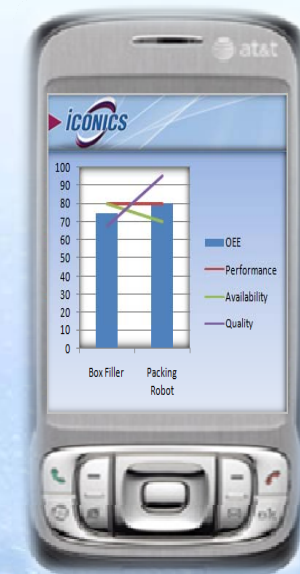 at&t
ICONICS
100
90
80
70
60
50
40
30
20
10
0
OEE
Performance
Availability
Quality
Box Filler
Packing
Robot
ok